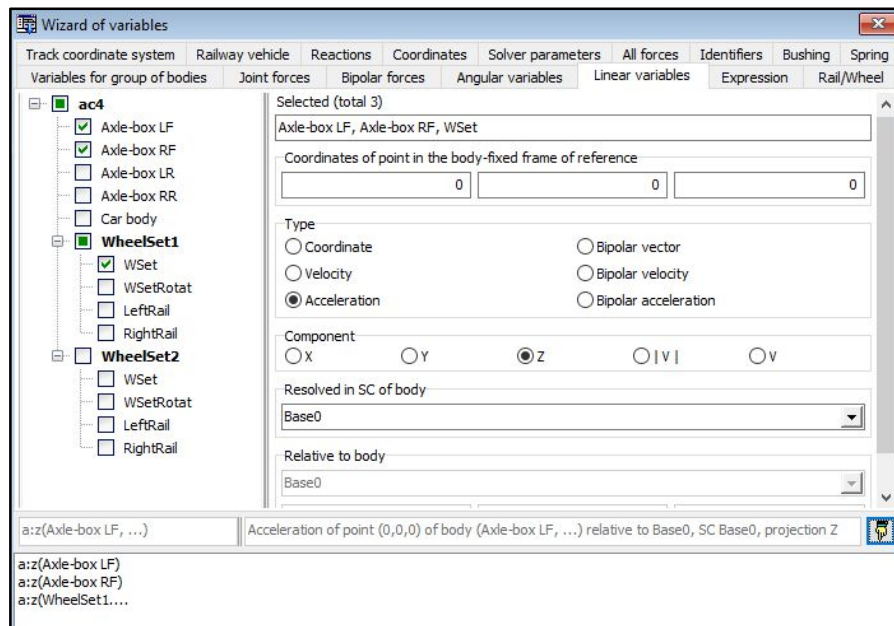 Wizard of variables
Track coordinate system Railway vehicle Reactions Coordinates Solver parameters All forces Identifiers Bushing Spring
Variables for group of bodies Joint forces Bipolar forces Angular variables Linear variables Expression Rail/Wheel
ac4
Axle-box LF
Axle-box RF
Axle-box LR
Axle-box RR
Car body
WheelSet1
WSet
WSetRotat
LeftRail
RightRail
WheelSet2
WSet
WSetRotat
LeftRail
RightRail
Selected (total 3)
Axle-box LF, Axle-box RF, WSet
Coordinates of point in the body-fixed frame of reference
0 0 0
Type
Coordinate Bipolar vector
Velocity Bipolar velocity
Acceleration Bipolar acceleration
Component
X Y Z | V | V
Resolved in SC of body
Base0
Relative to body
Base0
a:z(Axle-box LF, ...) Acceleration of point (0,0,0) of body (Axle-box LF, ...) relative to Base0, SC Base0, projection Z
a:z(Axle-box LF)
a:z(Axle-box RF)
a:z(WheelSet1....